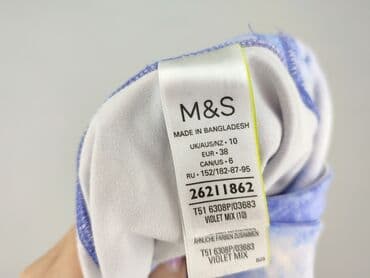 M&S
MADE IN BANGLADESH
UK/AUS/NZ • 10
EUR • 38
CAN/US • 6
RU • 152/182-87-95
26211862
T51 6308P/03683
VIOLET MIX (10)
ÄHNLICHE FARBEN ZUSAMMEN
T51 6308P/03683
VIOLET MIX